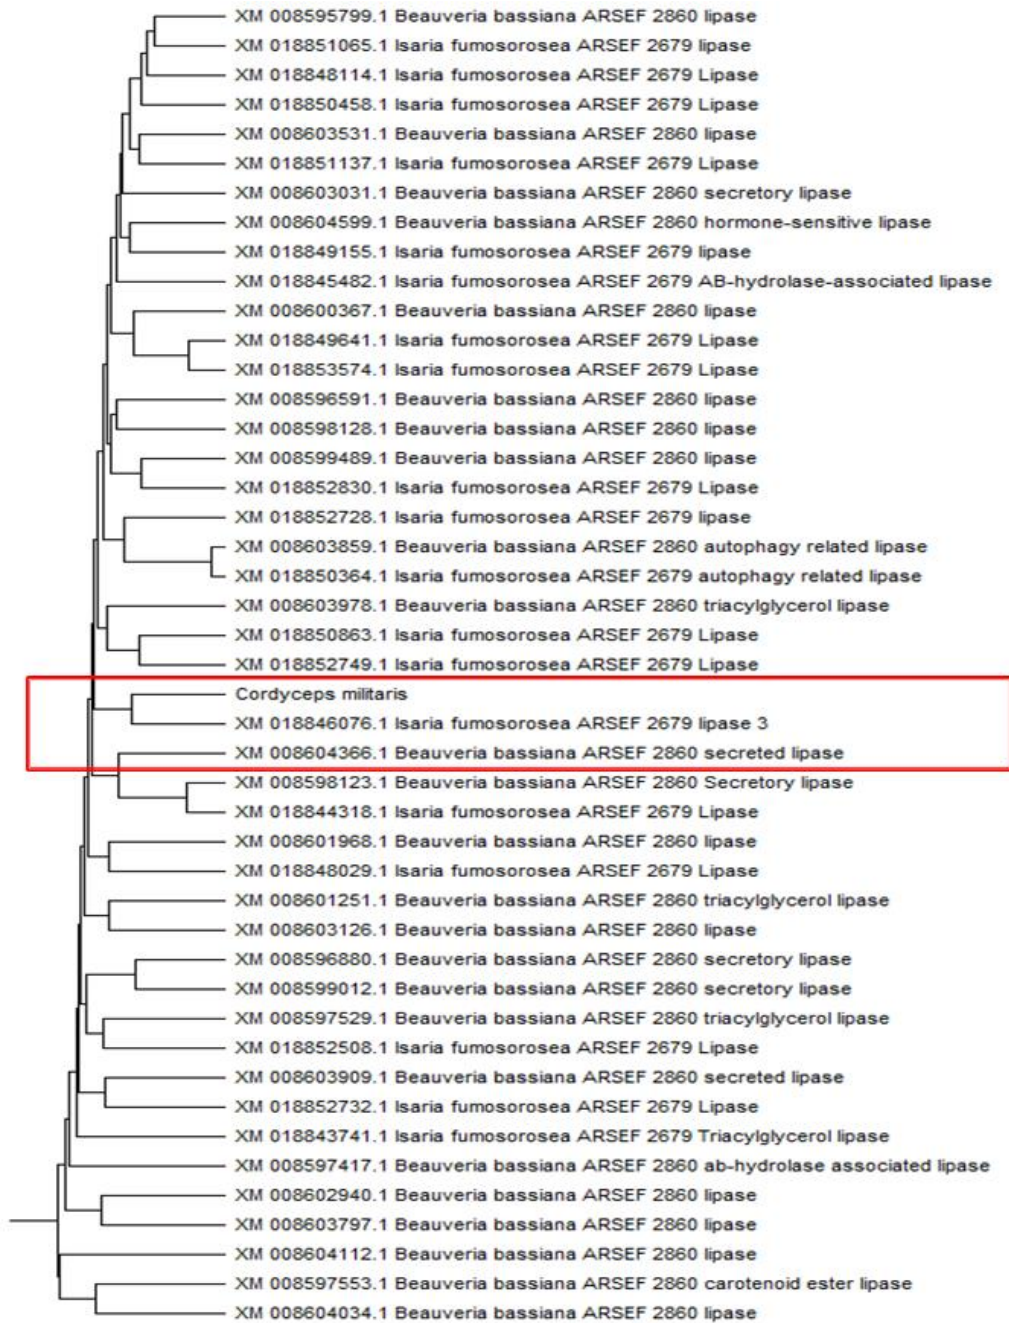 XM 008595799.1 Beauveria bassiana ARSEF 2860 lipase
XM 018851065.1 Isaria fumosorosea ARSEF 2679 lipase
XM 018848114.1 Isaria fumosorosea ARSEF 2679 Lipase
XM 018850458.1 Isaria fumosorosea ARSEF 2679 Lipase
XM 008603531.1 Beauveria bassiana ARSEF 2860 lipase
XM 018851137.1 Isaria fumosorosea ARSEF 2679 Lipase
XM 008603031.1 Beauveria bassiana ARSEF 2860 secretory lipase
XM 008604599.1 Beauveria bassiana ARSEF 2860 hormone-sensitive lipase
XM 018849155.1 Isaria fumosorosea ARSEF 2679 lipase
XM 018845482.1 Isaria fumosorosea ARSEF 2679 AB-hydrolase-associated lipase
XM 008600367.1 Beauveria bassiana ARSEF 2860 lipase
XM 018849641.1 Isaria fumosorosea ARSEF 2679 Lipase
XM 018853574.1 Isaria fumosorosea ARSEF 2679 Lipase
XM 008596591.1 Beauveria bassiana ARSEF 2860 lipase
XM 008598128.1 Beauveria bassiana ARSEF 2860 lipase
XM 008599489.1 Beauveria bassiana ARSEF 2860 lipase
XM 018852830.1 Isaria fumosorosea ARSEF 2679 Lipase
XM 018852728.1 Isaria fumosorosea ARSEF 2679 lipase
XM 008603859.1 Beauveria bassiana ARSEF 2860 autophagy related lipase
XM 018850364.1 Isaria fumosorosea ARSEF 2679 autophagy related lipase
XM 008603978.1 Beauveria bassiana ARSEF 2860 triacylglycerol lipase
XM 018850863.1 Isaria fumosorosea ARSEF 2679 Lipase
XM 018852749.1 Isaria fumosorosea ARSEF 2679 Lipase
Cordyceps militaris
XM 018846076.1 Isaria fumosorosea ARSEF 2679 lipase 3
XM 008604366.1 Beauveria bassiana ARSEF 2860 secreted lipase
XM 008598123.1 Beauveria bassiana ARSEF 2860 Secretory lipase
XM 018844318.1 Isaria fumosorosea ARSEF 2679 Lipase
XM 008601968.1 Beauveria bassiana ARSEF 2860 lipase
XM 018848029.1 Isaria fumosorosea ARSEF 2679 Lipase
XM 008601251.1 Beauveria bassiana ARSEF 2860 triacylglycerol lipase
XM 008603126.1 Beauveria bassiana ARSEF 2860 lipase
XM 008596880.1 Beauveria bassiana ARSEF 2860 secretory lipase
XM 008599012.1 Beauveria bassiana ARSEF 2860 secretory lipase
XM 008597529.1 Beauveria bassiana ARSEF 2860 triacylglycerol lipase
XM 018852508.1 Isaria fumosorosea ARSEF 2679 Lipase
XM 008603909.1 Beauveria bassiana ARSEF 2860 secreted lipase
XM 018852732.1 Isaria fumosorosea ARSEF 2679 Lipase
XM 018843741.1 Isaria fumosorosea ARSEF 2679 Triacylglycerol lipase
XM 008597417.1 Beauveria bassiana ARSEF 2860 ab-hydrolase associated lipase
XM 008602940.1 Beauveria bassiana ARSEF 2860 lipase
XM 008603797.1 Beauveria bassiana ARSEF 2860 lipase
XM 008604112.1 Beauveria bassiana ARSEF 2860 lipase
XM 008597553.1 Beauveria bassiana ARSEF 2860 carotenoid ester lipase
XM 008604034.1 Beauveria bassiana ARSEF 2860 lipase